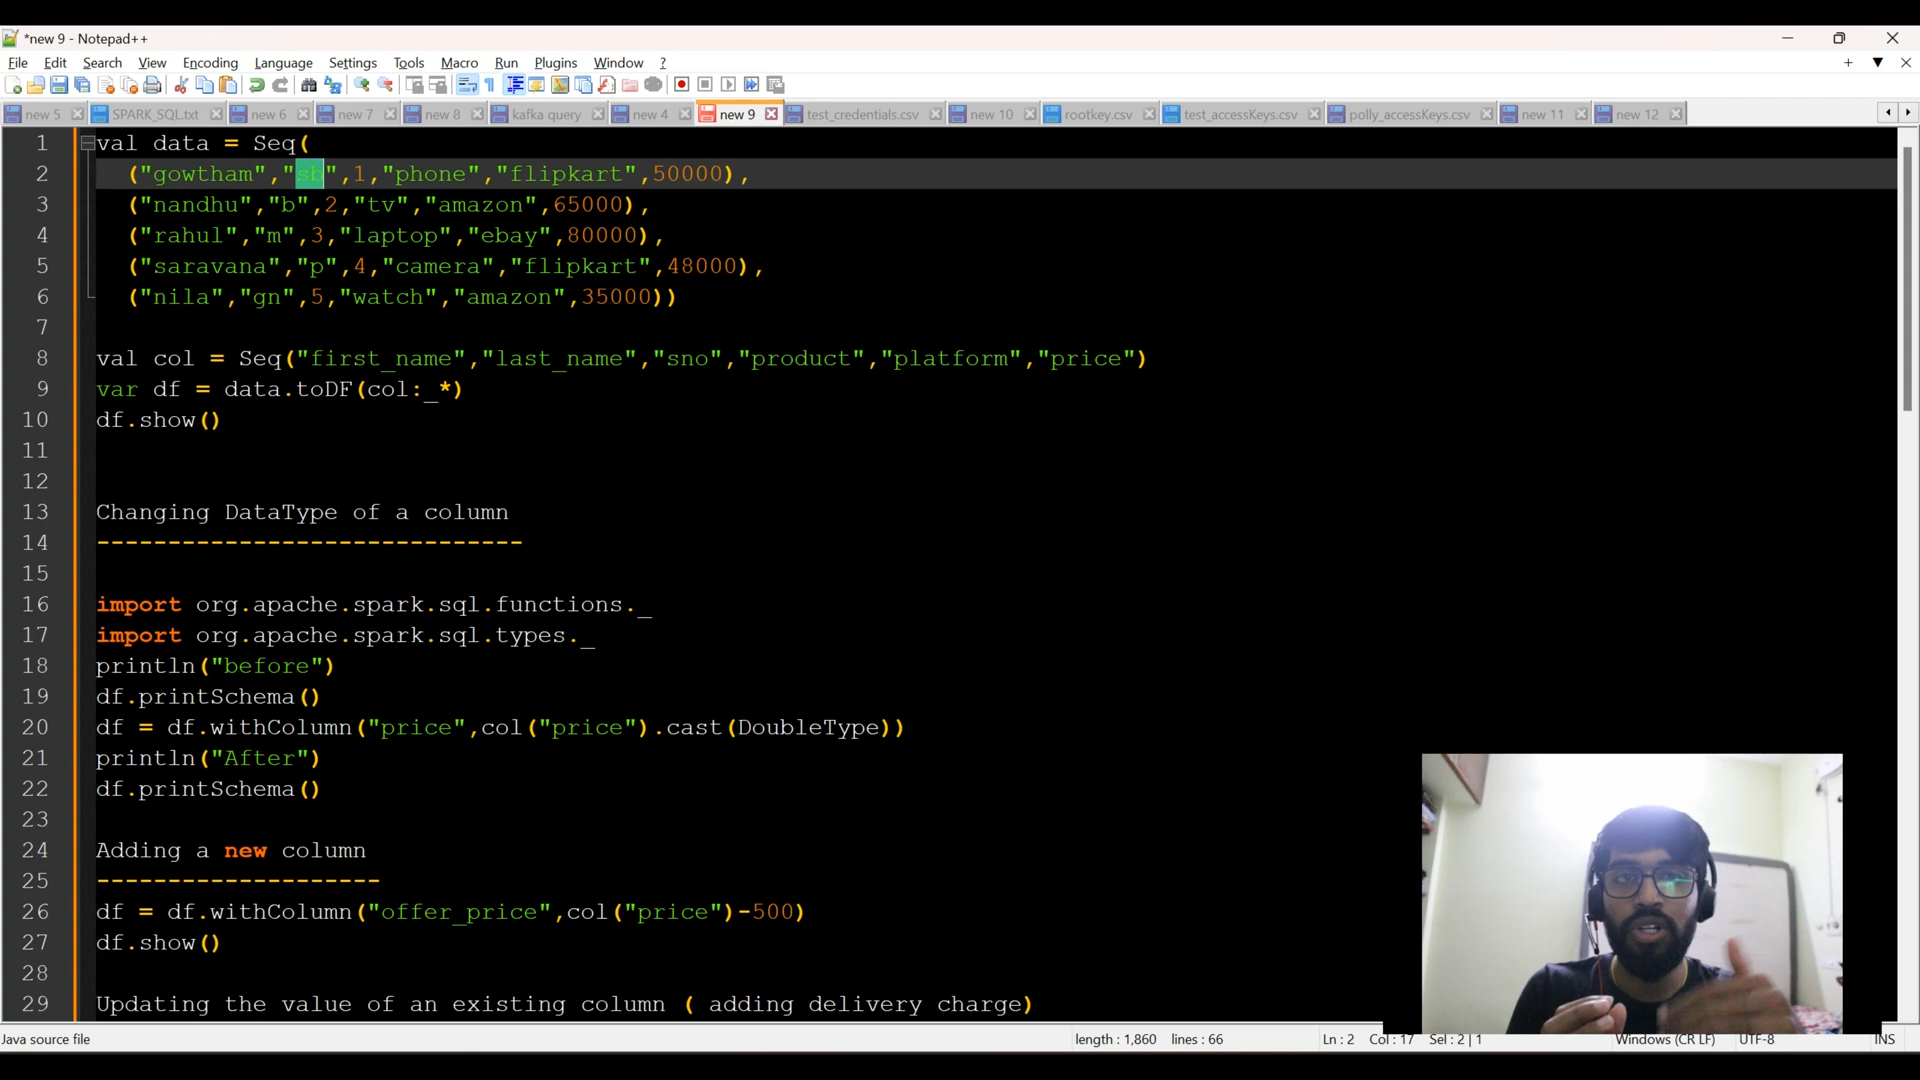 *new 9 - Notepad++
File Edit Search View Encoding Language Settings Tools Macro Run Plugins Window ?
new 5 SPARK_SQL.txt new 6 new 7 new 8 kafka query new 4 new 9 test_credentials.csv new 10 rootkey.csv test_accessKeys.csv polly_accessKeys.csv new 11 new 12
1 val data = Seq(
2 ("gowtham","sb",1,"phone","flipkart",50000),
3 ("nandhu","b",2,"tv","amazon",65000),
4 ("rahul","m",3,"laptop","ebay",80000),
5 ("saravana","p",4,"camera","flipkart",48000),
6 ("nila","gn",5,"watch","amazon",35000))
7
8 val col = Seq("first_name","last_name","sno","product","platform","price")
9 var df = data.toDF(col:_*)
10 df.show()
11
12
13 Changing DataType of a column
14 ------------------------------
15
16 import org.apache.spark.sql.functions._
17 import org.apache.spark.sql.types._
18 println("before")
19 df.printSchema()
20 df = df.withColumn("price",col("price").cast(DoubleType))
21 println("After")
22 df.printSchema()
23
24 Adding a new column
25 --------------------
26 df = df.withColumn("offer_price",col("price")-500)
27 df.show()
28
29 Updating the value of an existing column ( adding delivery charge)
Java source file length : 1,860 lines : 66 Ln : 2 Col : 17 Sel : 2 | 1 Windows (CR LF) UTF-8 INS